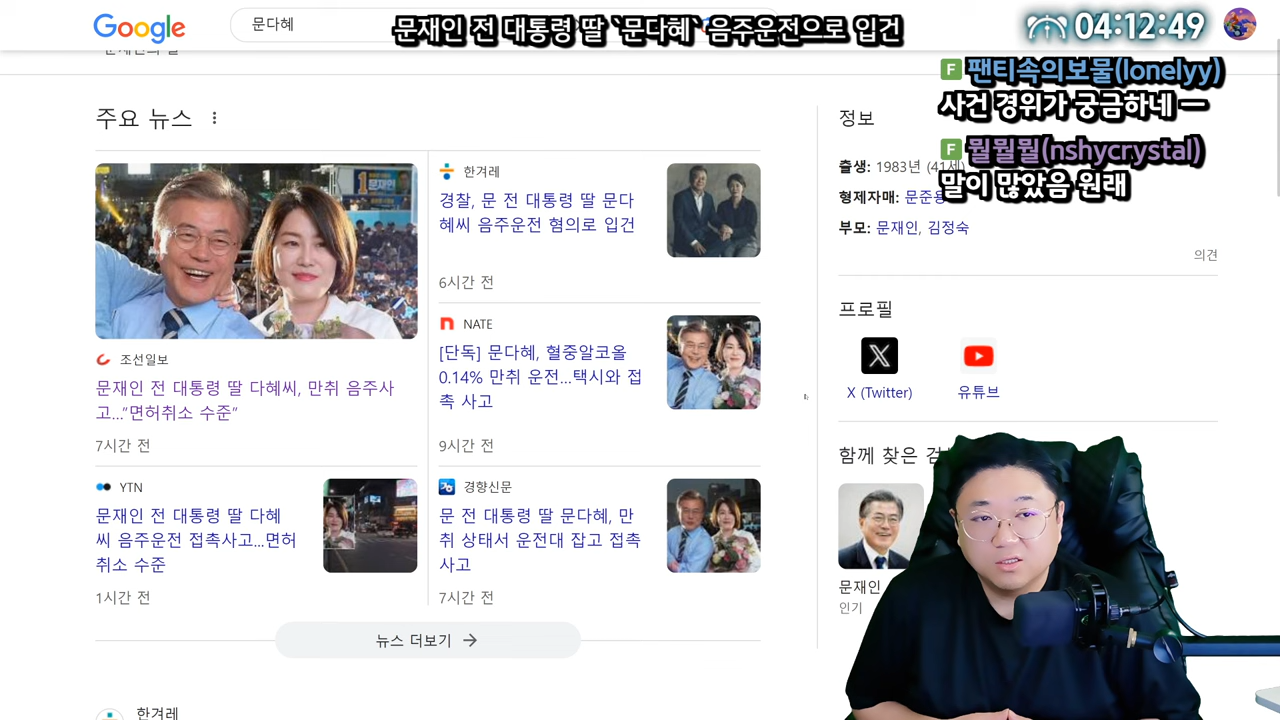 Google
문다혜
문재인 전 대통령 딸 `문다혜` 음주운전으로 입건
04:12:49
F 팬티속의보물(lonelyy)
사건 경위가 궁금하네 ㅡ
F 뭘뭘뭘(nshycrystal)
말이 많았음 원래
문재인의 딸
주요 뉴스
조선일보
문재인 전 대통령 딸 다혜씨, 만취 음주사
고…"면허취소 수준"
7시간 전
YTN
문재인 전 대통령 딸 다혜
씨 음주운전 접촉사고...면허
취소 수준
1시간 전
한겨레
경찰, 문 전 대통령 딸 문다
혜씨 음주운전 혐의로 입건
6시간 전
NATE
[단독] 문다혜, 혈중알코올
0.14% 만취 운전…택시와 접
촉 사고
9시간 전
경향신문
문 전 대통령 딸 문다혜, 만
취 상태서 운전대 잡고 접촉
사고
7시간 전
뉴스 더보기 →
한겨레
정보
출생: 1983년 (41세)
형제자매: 문준용
부모: 문재인, 김정숙
의견
프로필
X (Twitter)
유튜브
함께 찾은 검
문재인
인기